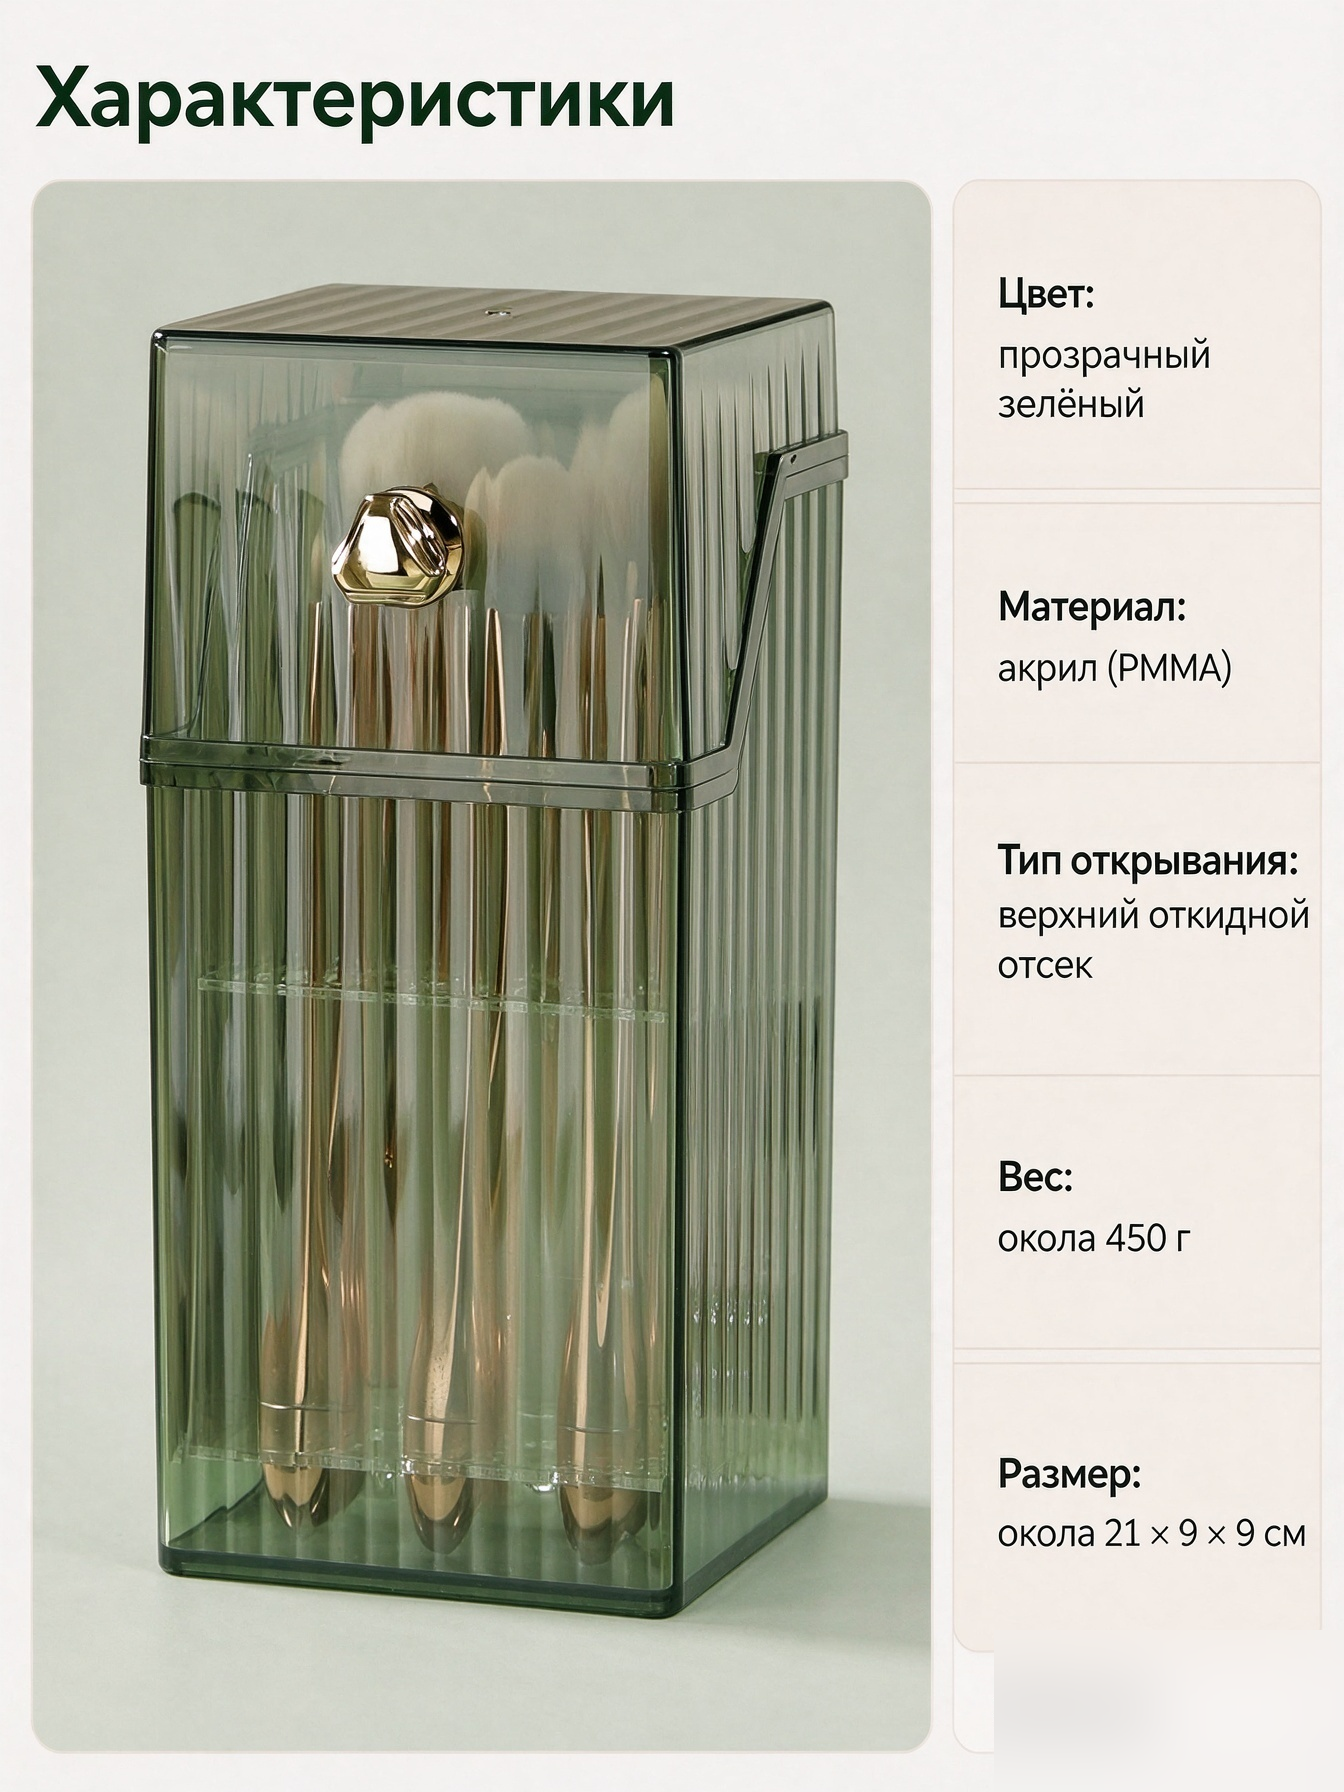 Характеристики
Цвет:
прозрачный
зелёный
Материал:
акрил (PMMA)
Тип открывания:
верхний откидной
отсек
Вес:
окола 450 г
Размер:
окола 21 × 9 × 9 см